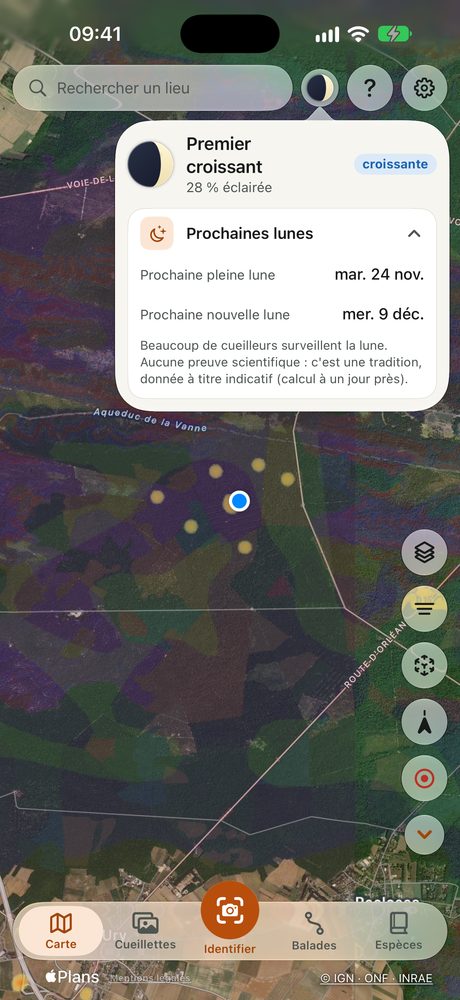 09:41
Rechercher un lieu
?
Premier
croissant
croissante
28 % éclairée
VOIE-DE-L
Prochaines lunes
Prochaine pleine lune
mar. 24 nov.
Prochaine nouvelle lune
mer. 9 déc.
Beaucoup de cueilleurs surveillent la lune.
Aucune preuve scientifique : c'est une tradition,
donnée à titre indicatif (calcul à un jour près).
Aqueduc de la Vanne
ROUTE-D'ORLÉAN
Ury
Carte
Cueillettes
Identifier
Balades
Espèces
Plans
Mentions légales
© IGN · ONF · INRAE